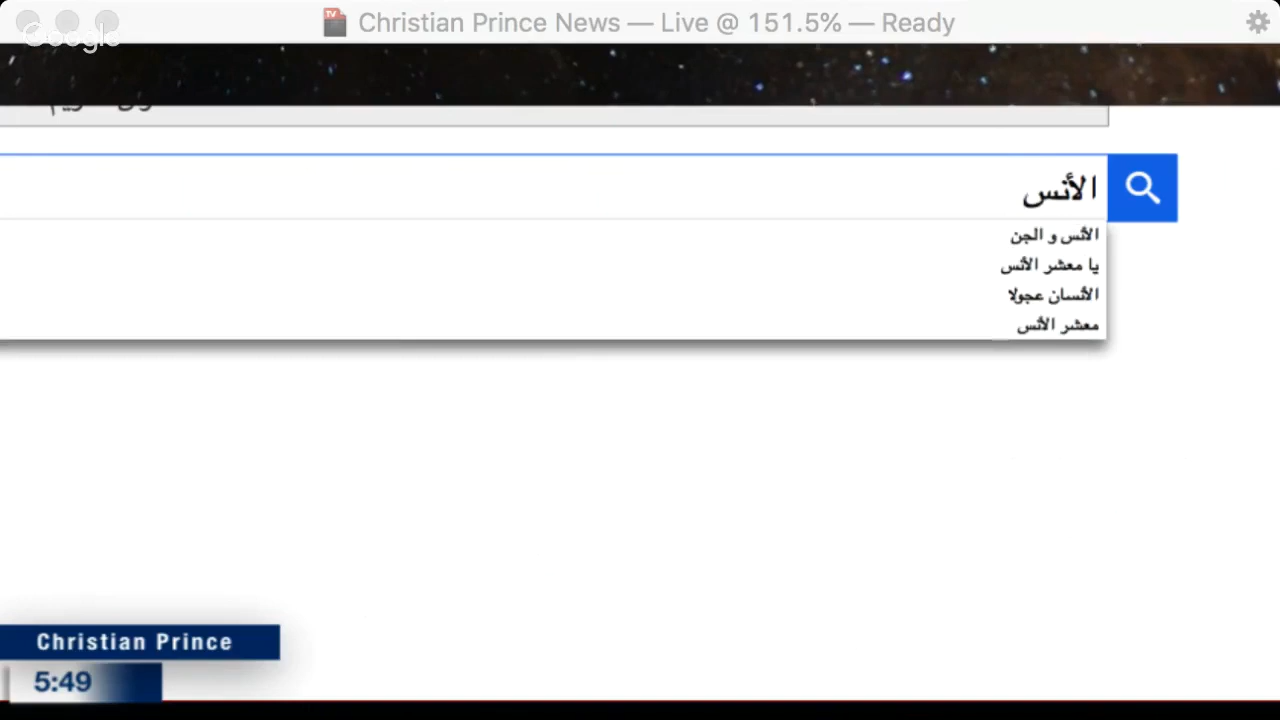 Google
Christian Prince News — Live @ 151.5% — Ready
الأنس
الأنس و الجن
يا معشر الأنس
الأنسان عجولا
معشر الأنس
Christian Prince
5:49